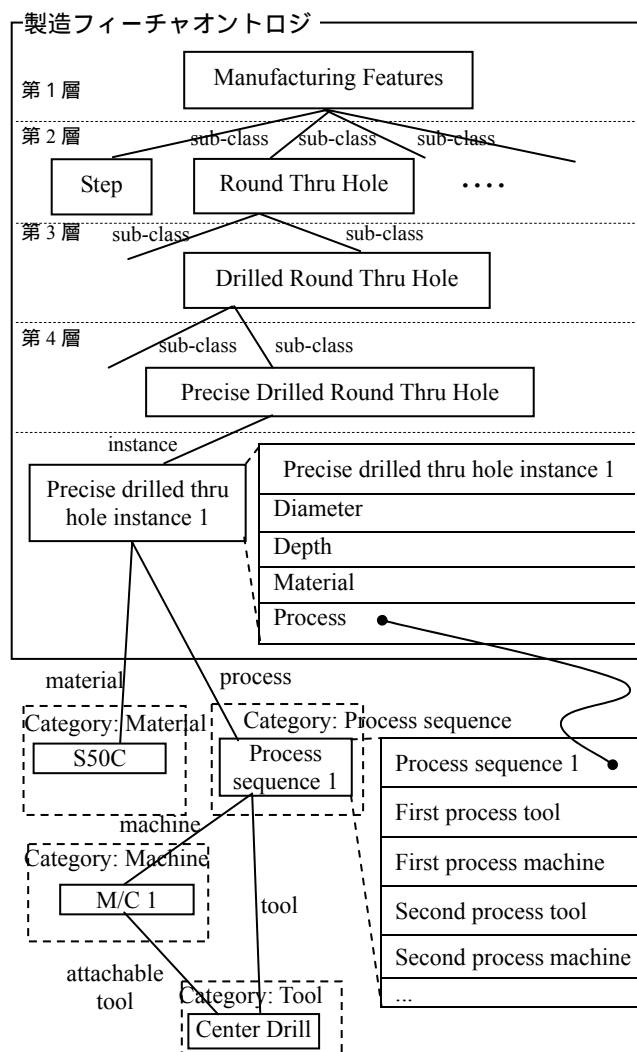 製造フィーチャオントロジ
第１層
Manufacturing Features
第２層
sub-class sub-class sub-class
Step
Round Thru Hole
....
第３層
sub-class sub-class
Drilled Round Thru Hole
第４層
sub-class sub-class
Precise Drilled Round Thru Hole
instance
Precise drilled thru
hole instance 1
Precise drilled thru hole instance 1
Diameter
Depth
Material
Process
material
process
Category: Material
S50C
Category: Process sequence
Process
sequence 1
Process sequence 1
First process tool
First process machine
Second process tool
Second process machine
...
machine
Category: Machine
M/C 1
tool
attachable
tool
Category: Tool
Center Drill